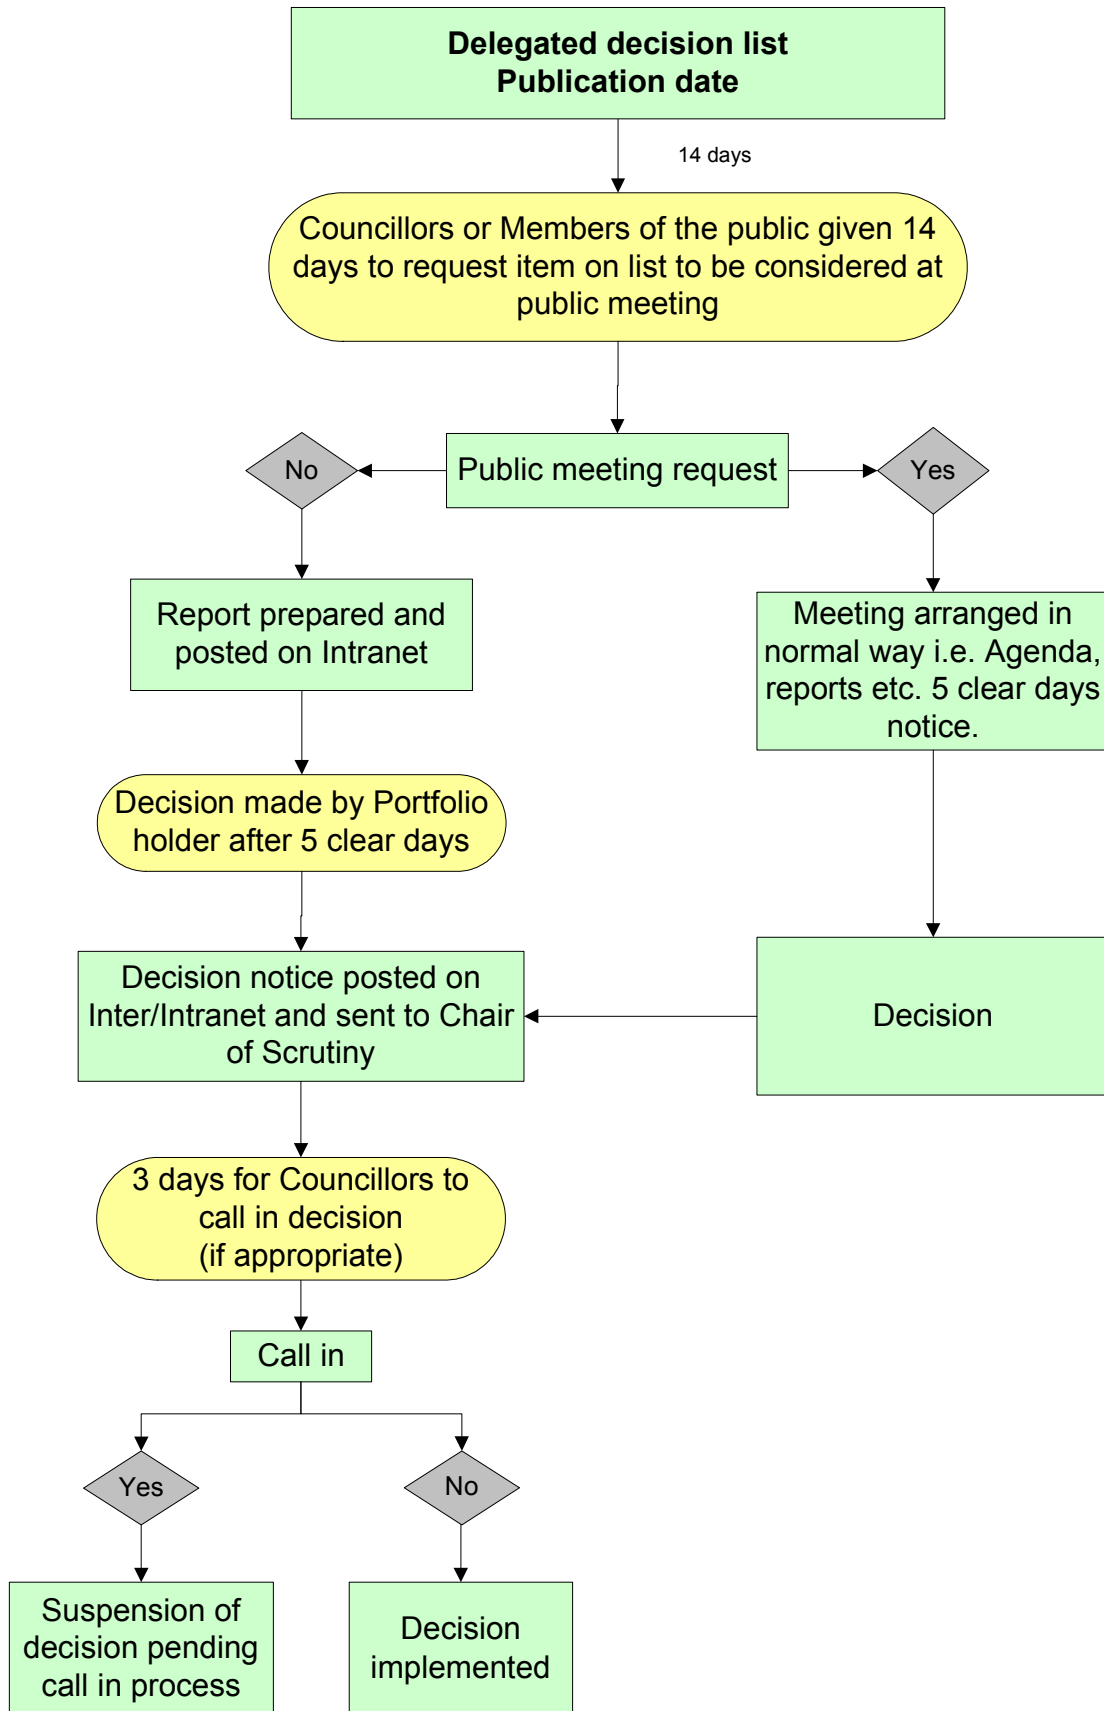 Delegated decision list
Publication date
14 days
Councillors or Members of the public given 14
days to request item on list to be considered at
public meeting
No
Public meeting request
Yes
Report prepared and
posted on Intranet
Meeting arranged in
normal way i.e. Agenda,
reports etc. 5 clear days
notice.
Decision made by Portfolio
holder after 5 clear days
Decision notice posted on
Inter/Intranet and sent to Chair
of Scrutiny
Decision
3 days for Councillors to
call in decision
(if appropriate)
Call in
Yes
No
Suspension of
decision pending
call in process
Decision
implemented